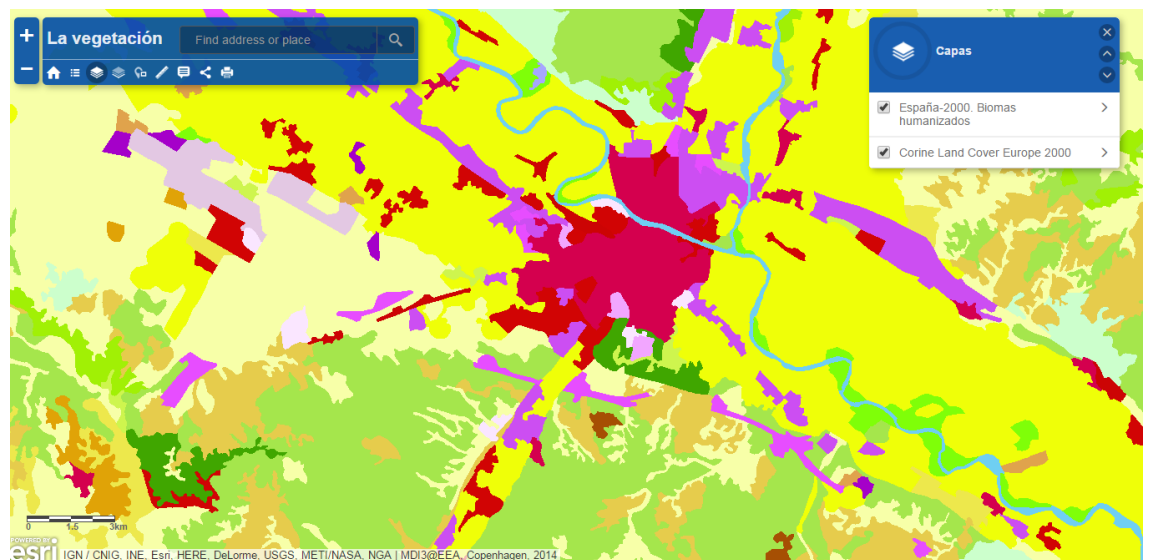 +
La vegetación
Find address or place
−
Capas
España-2000. Biomas
humanizados
Corine Land Cover Europe 2000
0 1.5 3km
POWERED BY
esri
IGN / CNIG, INE, Esri, HERE, DeLorme, USGS, METI/NASA, NGA | MDI3@EEA, Copenhagen, 2014